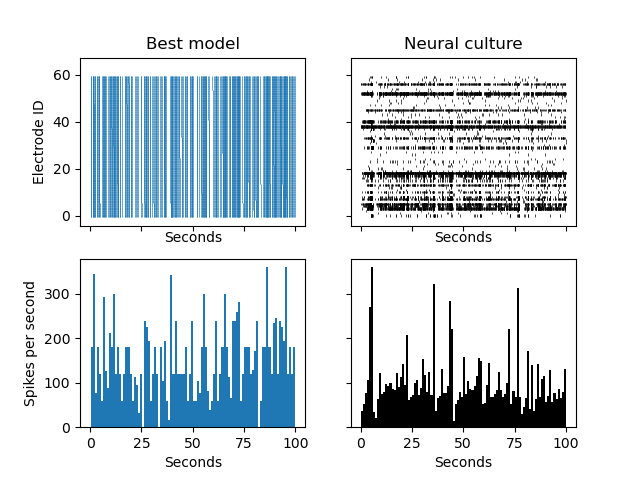 Best model
Neural culture
Electrode ID
60
40
20
0
Seconds
Seconds
Spikes per second
300
200
100
0
0 25 50 75 100
0 25 50 75 100
Seconds
Seconds